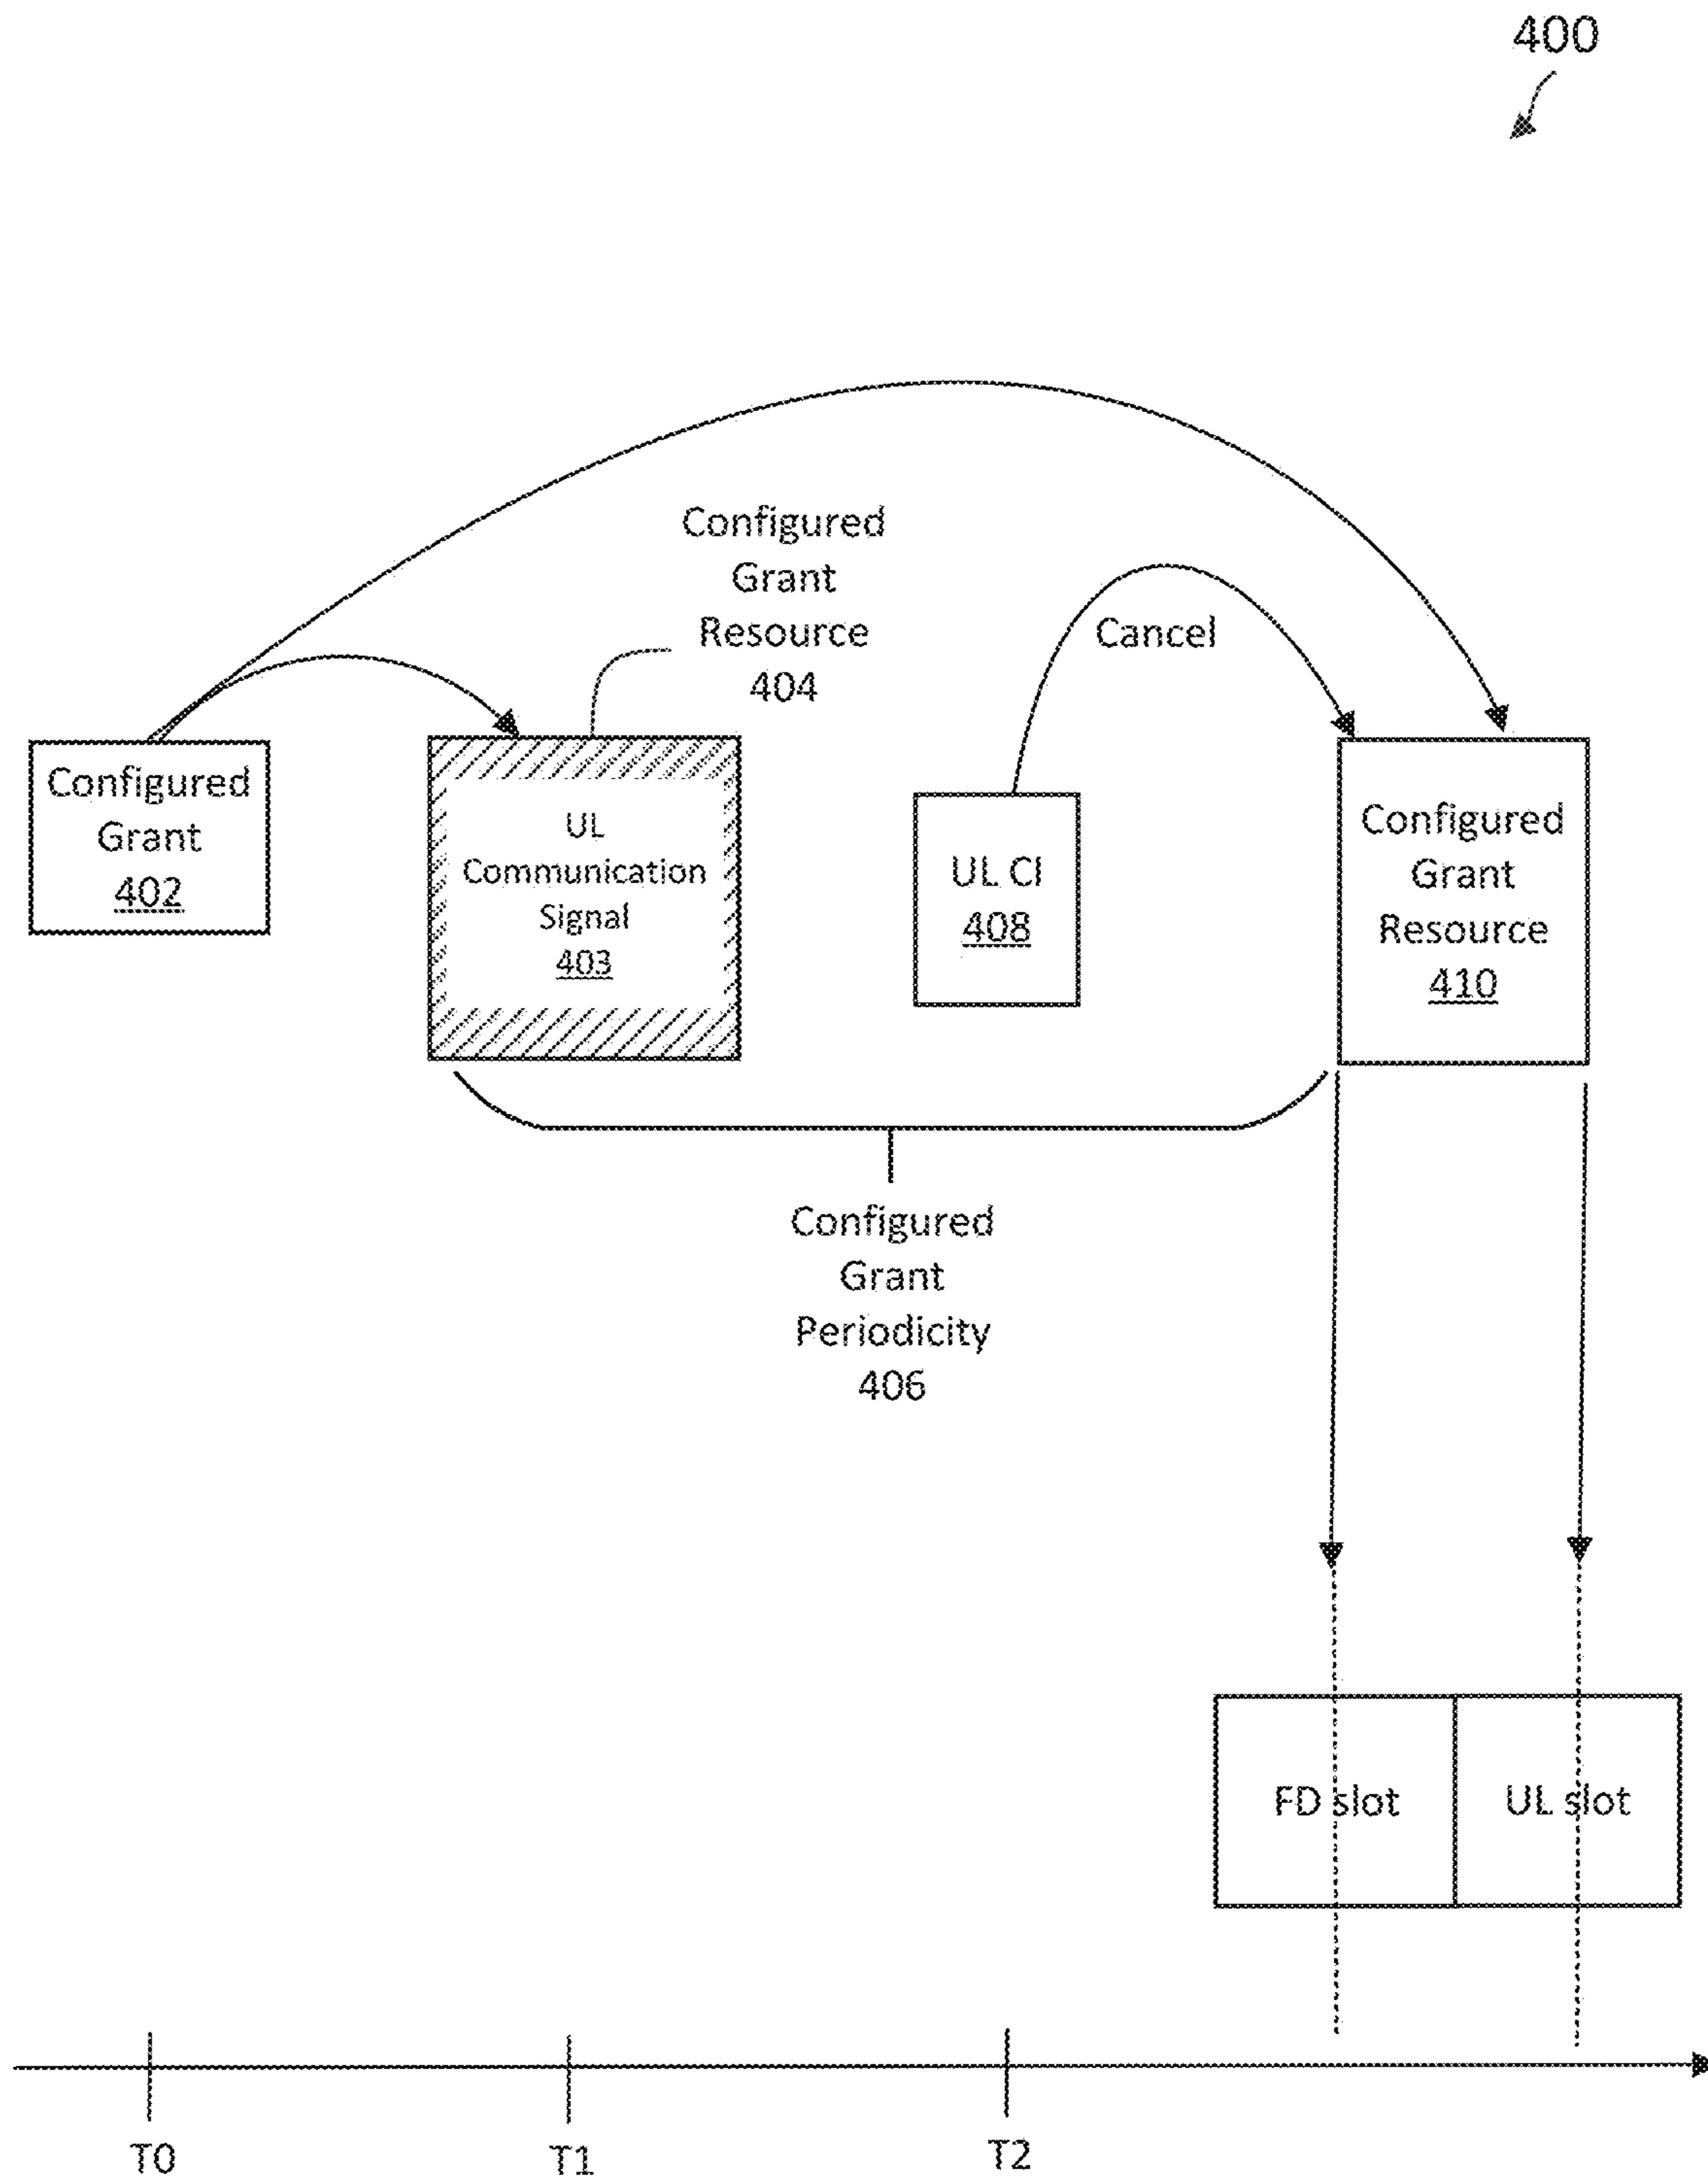 400
Configured
Grant
Resource
404
Cancel
Configured
Grant
402
UL
Communication
Signal
403
UL CI
408
Configured
Grant
Resource
410
Configured
Grant
Periodicity
406
FD slot
UL slot
T0
T1
T2